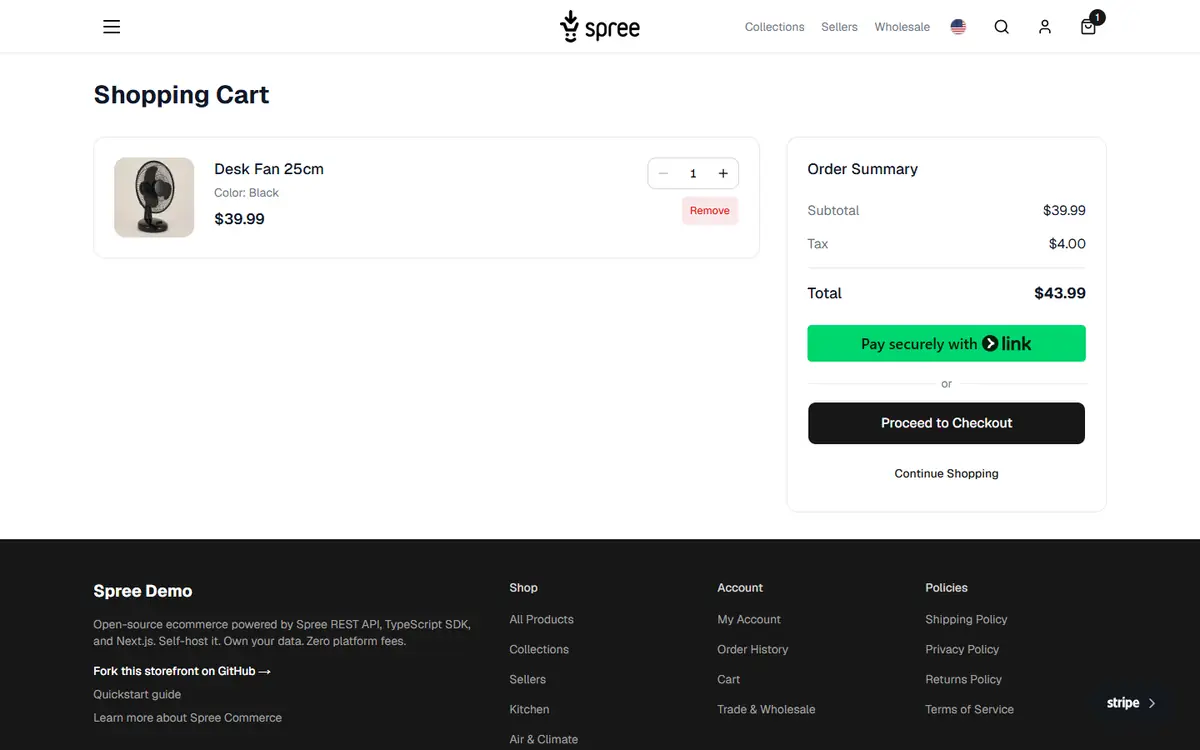 spree
Collections
Sellers
Wholesale
1
Shopping Cart
Desk Fan 25cm
Color: Black
$39.99
1
Remove
Order Summary
Subtotal $39.99
Tax $4.00
Total $43.99
Pay securely with link
or
Proceed to Checkout
Continue Shopping
Spree Demo
Open-source ecommerce powered by Spree REST API, TypeScript SDK,
and Next.js. Self-host it. Own your data. Zero platform fees.
Fork this storefront on GitHub →
Quickstart guide
Learn more about Spree Commerce
Shop
All Products
Collections
Sellers
Kitchen
Air & Climate
Account
My Account
Order History
Cart
Trade & Wholesale
Policies
Shipping Policy
Privacy Policy
Returns Policy
Terms of Service
stripe